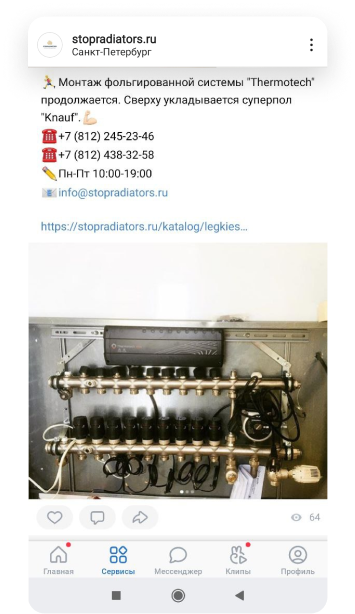 stopradiators.ru
Санкт-Петербург
Монтаж фольгированной системы "Thermotech"
продолжается. Сверху укладывается суперпол
"Knauf".
+7 (812) 245-23-46
+7 (812) 438-32-58
Пн-Пт 10:00-19:00
info@stopradiators.ru
https://stopradiators.ru/katalog/legkies...
64
Главная Сервисы Мессенджер Клипы Профиль